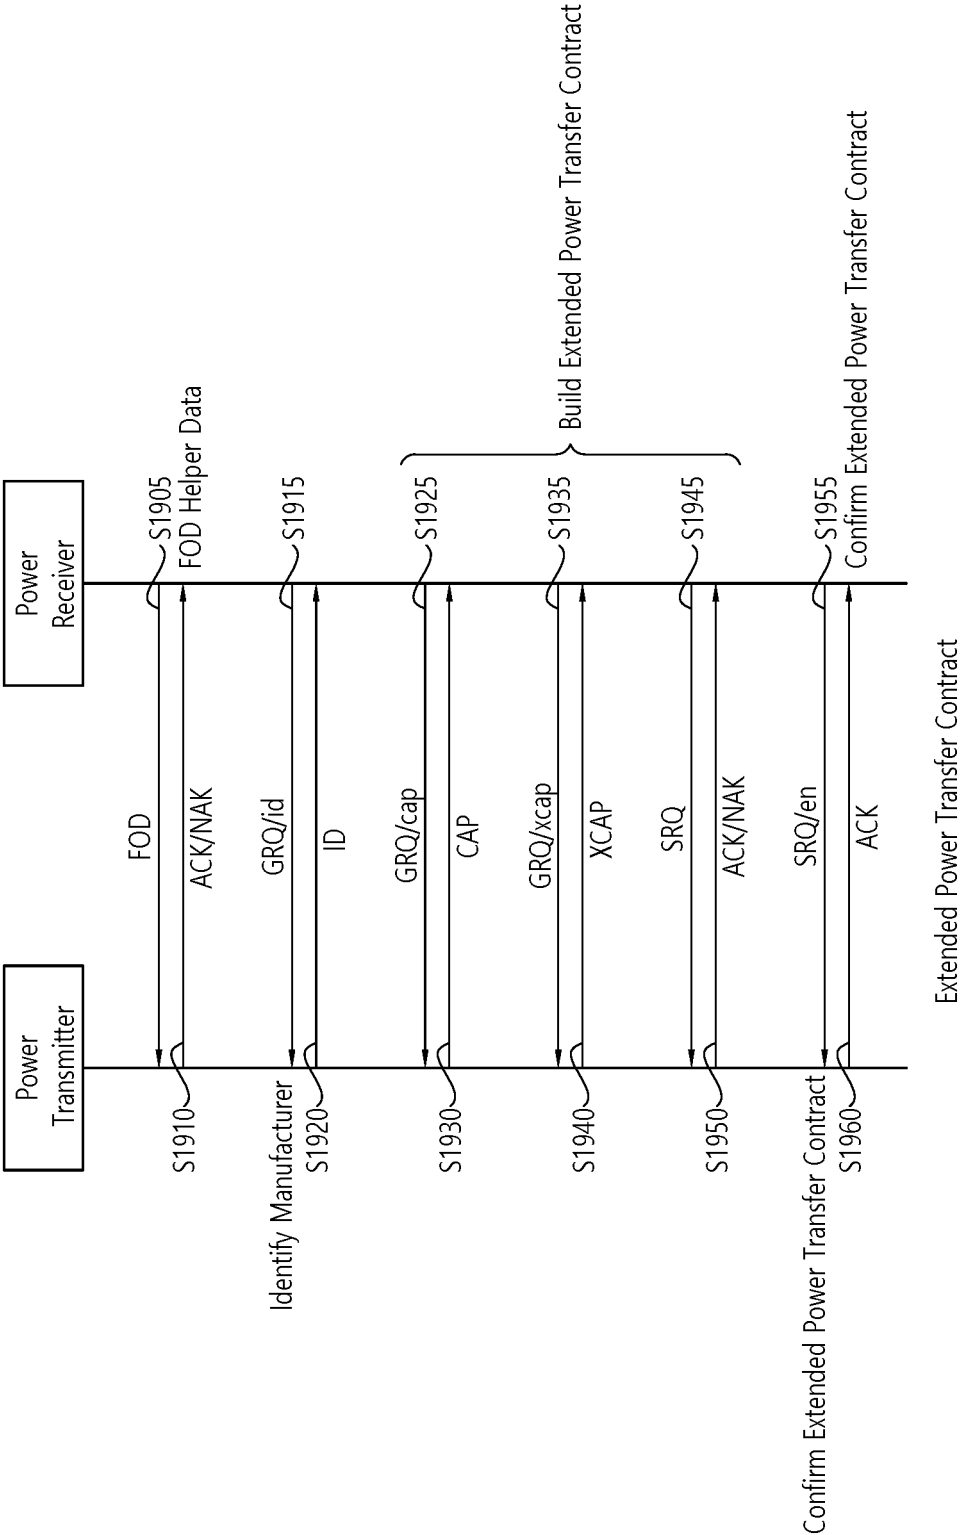 Power
Transmitter
Power
Receiver
FOD
S1905
FOD Helper Data
S1910
ACK/NAK
Identify Manufacturer
GRQ/id
S1915
S1920
ID
GRQ/cap
S1925
S1930
CAP
GRQ/xcap
S1935
Build Extended Power Transfer Contract
S1940
XCAP
SRQ
S1945
S1950
ACK/NAK
Confirm Extended Power Transfer Contract
SRQ/en
S1955
Confirm Extended Power Transfer Contract
S1960
ACK
Extended Power Transfer Contract